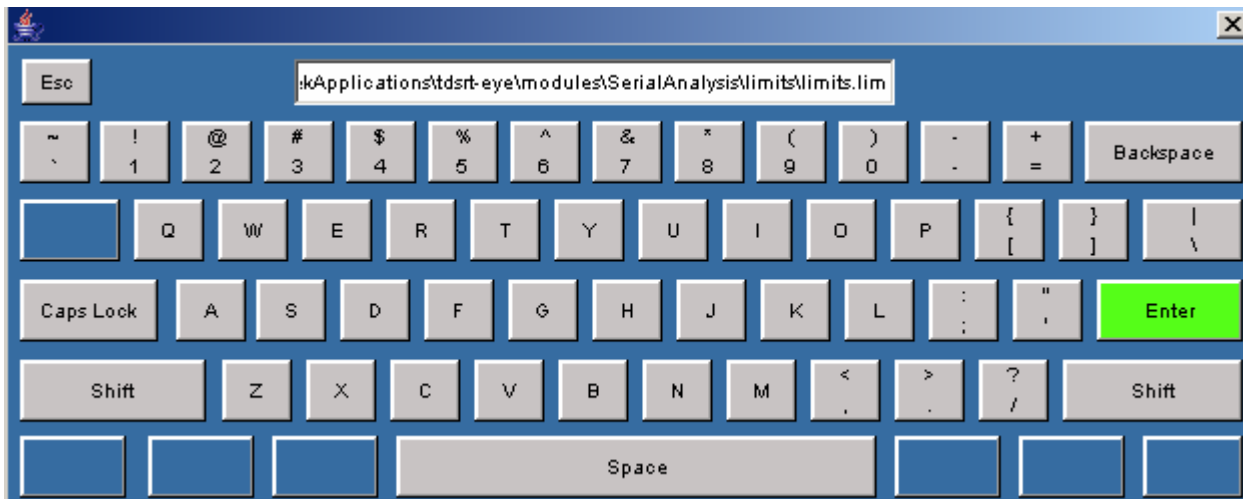 Esc :kApplications\tdsrt-eye\modules\SerialAnalysis\limits\limits.lim
~ ! @ # $ % ^ & * ( ) - + Backspace
` 1 2 3 4 5 6 7 8 9 0 - =
Q W E R T Y U I O P { } |
[ ] \
Caps Lock A S D F G H J K L : " Enter
; '
Shift Z X C V B N M < > ? Shift
, . /
Space